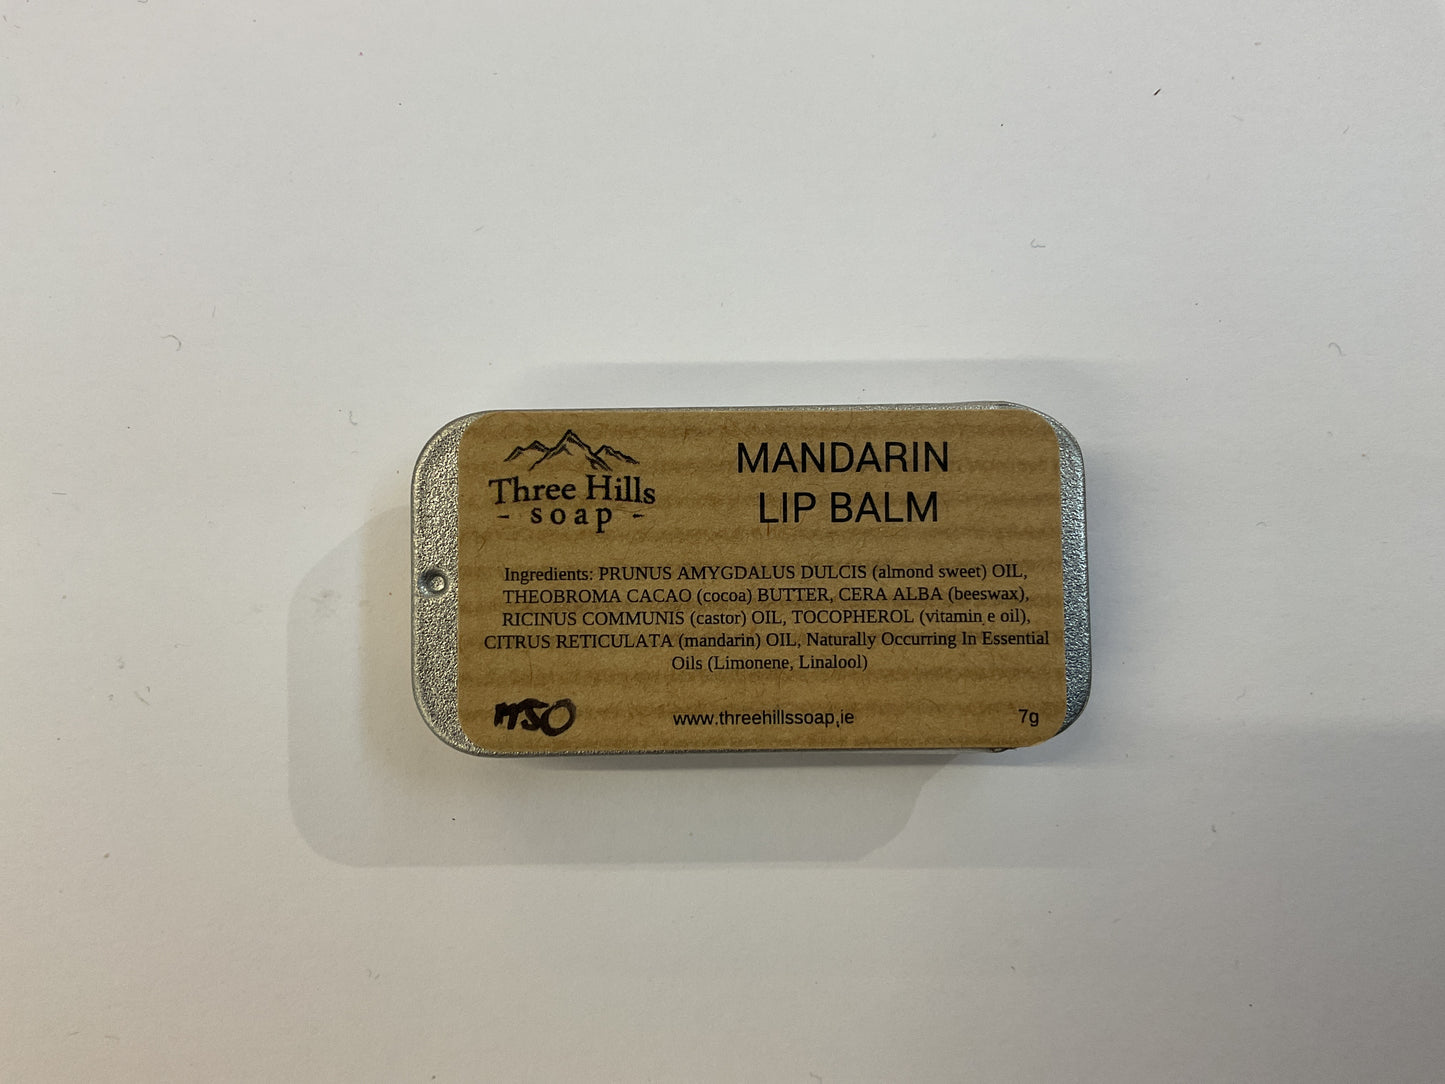 Three Hills
- soap -
MANDARIN
LIP BALM
Ingredients: PRUNUS AMYGDALUS DULCIS (almond sweet) OIL,
THEOBROMA CACAO (cocoa) BUTTER, CERA ALBA (beeswax),
RICINUS COMMUNIS (castor) OIL, TOCOPHEROL (vitamin e oil),
CITRUS RETICULATA (mandarin) OIL, Naturally Occurring In Essential
Oils (Limonene, Linalool)
www.threehillssoap.ie
7g